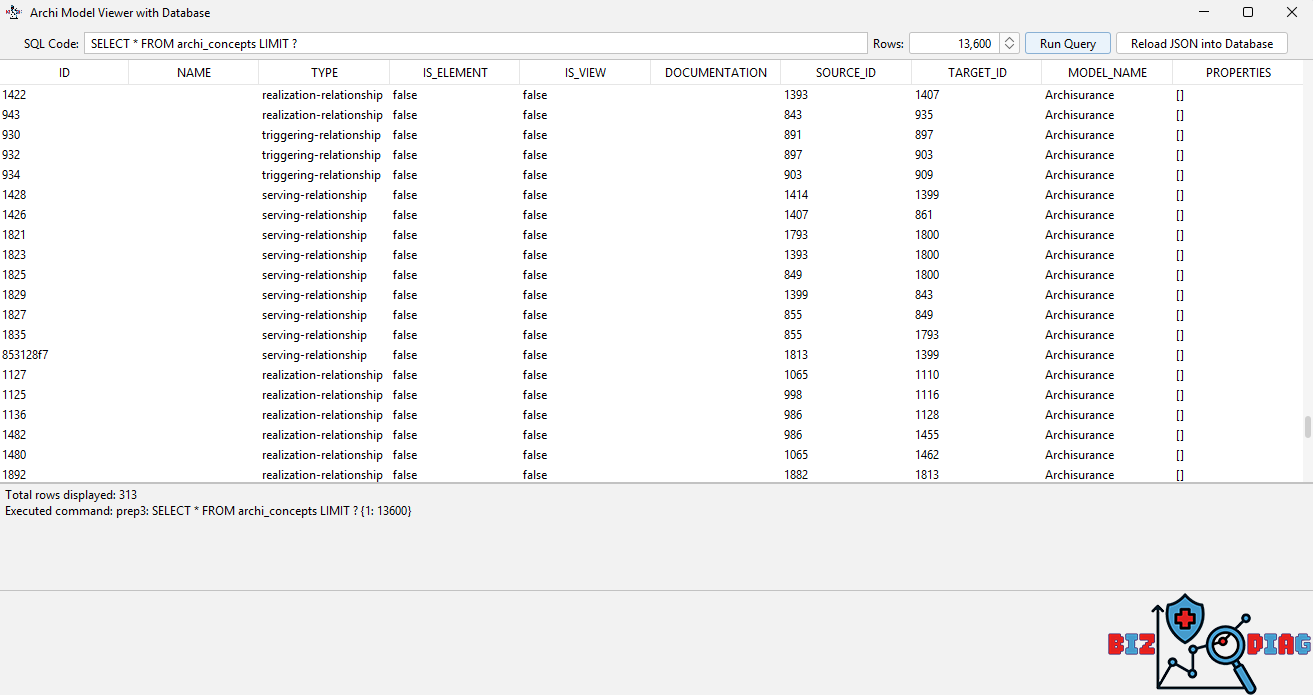 Archi Model Viewer with Database
SQL Code: SELECT * FROM archi_concepts LIMIT ? Rows: 13,600 Run Query Reload JSON into Database
ID NAME TYPE IS_ELEMENT IS_VIEW DOCUMENTATION SOURCE_ID TARGET_ID MODEL_NAME PROPERTIES
1422 realization-relationship false false 1393 1407 Archisurance []
943 realization-relationship false false 843 935 Archisurance []
930 triggering-relationship false false 891 897 Archisurance []
932 triggering-relationship false false 897 903 Archisurance []
934 triggering-relationship false false 903 909 Archisurance []
1428 serving-relationship false false 1414 1399 Archisurance []
1426 serving-relationship false false 1407 861 Archisurance []
1821 serving-relationship false false 1793 1800 Archisurance []
1823 serving-relationship false false 1393 1800 Archisurance []
1825 serving-relationship false false 849 1800 Archisurance []
1829 serving-relationship false false 1399 843 Archisurance []
1827 serving-relationship false false 855 849 Archisurance []
1835 serving-relationship false false 855 1793 Archisurance []
853128f7 serving-relationship false false 1813 1399 Archisurance []
1127 realization-relationship false false 1065 1110 Archisurance []
1125 realization-relationship false false 998 1116 Archisurance []
1136 realization-relationship false false 986 1128 Archisurance []
1482 realization-relationship false false 986 1455 Archisurance []
1480 realization-relationship false false 1065 1462 Archisurance []
1892 realization-relationship false false 1882 1813 Archisurance []
Total rows displayed: 313
Executed command: prep3: SELECT * FROM archi_concepts LIMIT ? {1: 13600}
BIZ DIAG